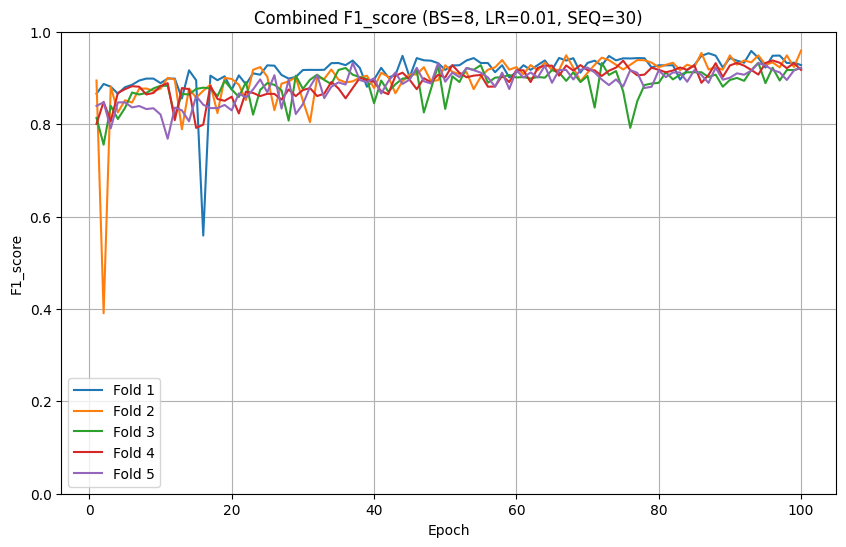 Combined F1_score (BS=8, LR=0.01, SEQ=30)
1.0
0.8
0.6
0.4
0.2
0.0
F1_score
Fold 1
Fold 2
Fold 3
Fold 4
Fold 5
0 20 40 60 80 100
Epoch